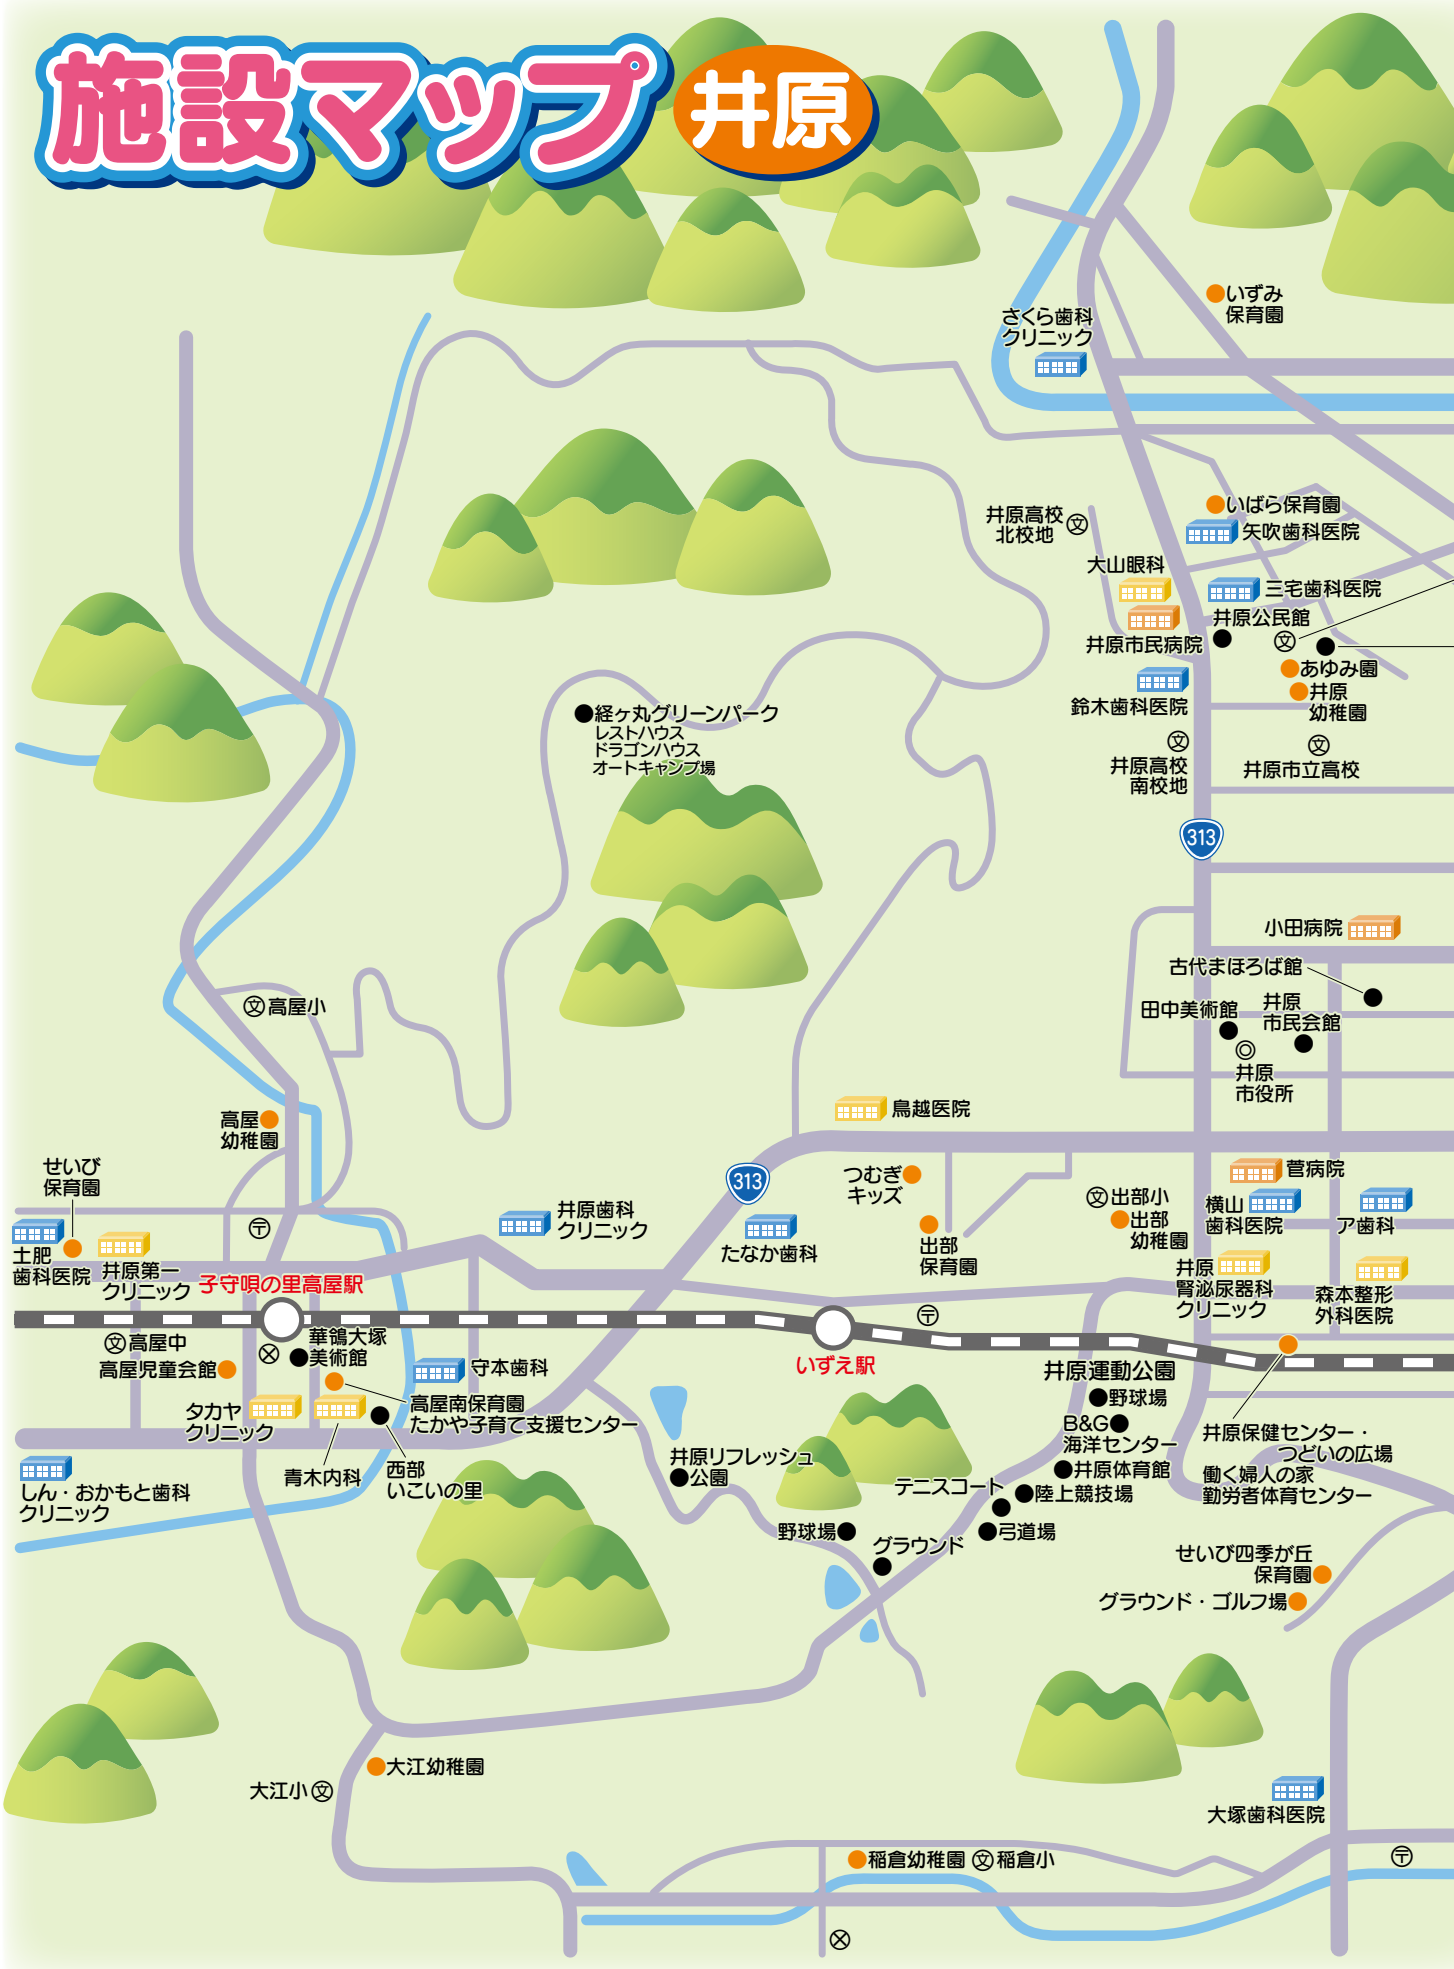 施設マップ 井原
いずみ
保育園
さくら歯科
クリニック
いばら保育園
井原高校
北校地
文
矢吹歯科医院
大山眼科
三宅歯科医院
井原公民館
井原市民病院
文
あゆみ園
井原
幼稚園
鈴木歯科医院
経ヶ丸グリーンパーク
レストハウス
ドラゴンハウス
オートキャンプ場
文
井原高校
南校地
文
井原市立高校
313
小田病院
古代まほろば館
田中美術館
井原
市民会館
井原
市役所
文高屋小
高屋
幼稚園
鳥越医院
せいび
保育園
土肥
歯科医院
井原第一
クリニック
〒
子守唄の里高屋駅
井原歯科
クリニック
313
たなか歯科
つむぎ
キッズ
出部
保育園
文出部小
出部
幼稚園
菅病院
横山
歯科医院
ア歯科
井原
腎泌尿器科
クリニック
森本整形
外科医院
〒
いずえ駅
文高屋中
高屋児童会館
華鴒大塚
美術館
守本歯科
高屋南保育園
たかや子育て支援センター
タカヤ
クリニック
青木内科
西部
いこいの里
しん・おかもと歯科
クリニック
井原運動公園
野球場
B&G
海洋センター
井原体育館
陸上競技場
テニスコート
弓道場
野球場
グラウンド
井原リフレッシュ
公園
井原保健センター・
つどいの広場
働く婦人の家
勤労者体育センター
せいび四季が丘
保育園
グラウンド・ゴルフ場
大江幼稚園
大江小文
大塚歯科医院
稲倉幼稚園 文稲倉小
〒